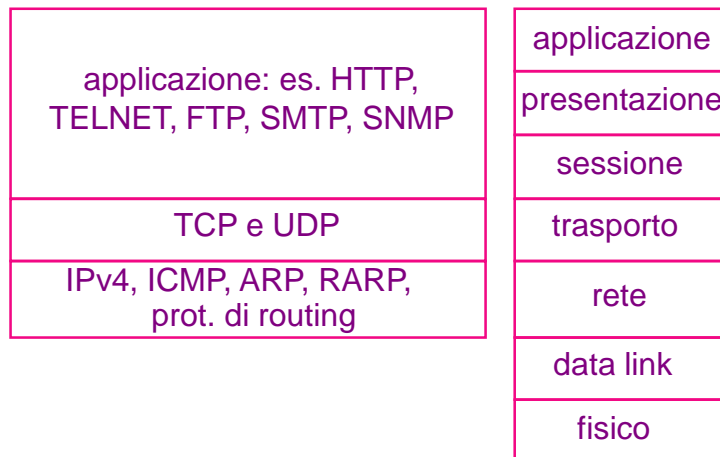 applicazione: es. HTTP,
TELNET, FTP, SMTP, SNMP
TCP e UDP
IPv4, ICMP, ARP, RARP,
prot. di routing
applicazione
presentazione
sessione
trasporto
rete
data link
fisico